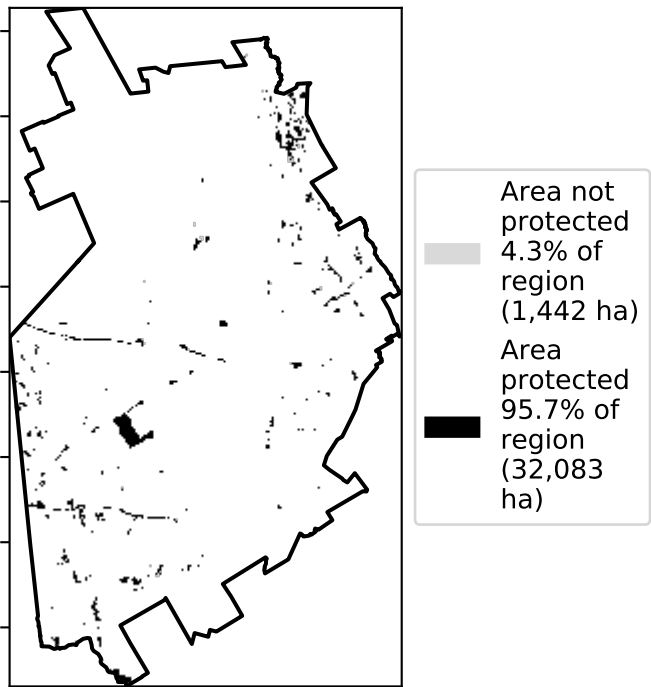 Area not
protected
4.3% of
region
(1,442 ha)
Area
protected
95.7% of
region
(32,083
ha)